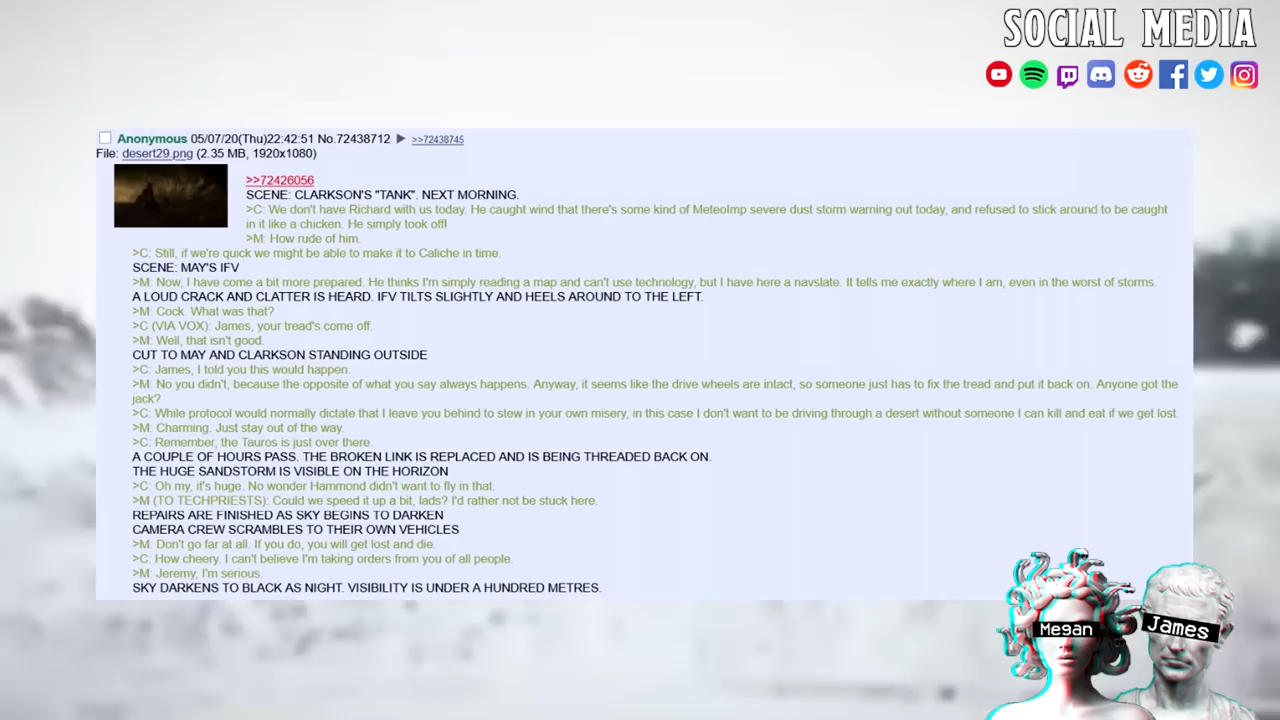 SOCIAL MEDIA
Anonymous 05/07/20(Thu)22:42:51 No.72438712 ▶ >>72438745
File: desert29.png (2.35 MB, 1920x1080)
>>72426056
SCENE: CLARKSON'S "TANK". NEXT MORNING.
>C: We don't have Richard with us today. He caught wind that there's some kind of MeteoImp severe dust storm warning out today, and refused to stick around to be caught
in it like a chicken. He simply took off!
>M: How rude of him.
>C: Still, if we're quick we might be able to make it to Caliche in time.
SCENE: MAY'S IFV
>M: Now, I have come a bit more prepared. He thinks I'm simply reading a map and can't use technology, but I have here a navslate. It tells me exactly where I am, even in the worst of storms.
A LOUD CRACK AND CLATTER IS HEARD. IFV TILTS SLIGHTLY AND HEELS AROUND TO THE LEFT.
>M: Cock. What was that?
>C (VIA VOX): James, your tread's come off.
>M: Well, that isn't good.
CUT TO MAY AND CLARKSON STANDING OUTSIDE
>C: James, I told you this would happen.
>M: No you didn't, because the opposite of what you say always happens. Anyway, it seems like the drive wheels are intact, so someone just has to fix the tread and put it back on. Anyone got the
jack?
>C: While protocol would normally dictate that I leave you behind to stew in your own misery, in this case I don't want to be driving through a desert without someone I can kill and eat if we get lost.
>M: Charming. Just stay out of the way.
>C: Remember, the Tauros is just over there.
A COUPLE OF HOURS PASS. THE BROKEN LINK IS REPLACED AND IS BEING THREADED BACK ON.
THE HUGE SANDSTORM IS VISIBLE ON THE HORIZON
>C: Oh my, it's huge. No wonder Hammond didn't want to fly in that.
>M (TO TECHPRIESTS): Could we speed it up a bit, lads? I'd rather not be stuck here.
REPAIRS ARE FINISHED AS SKY BEGINS TO DARKEN
CAMERA CREW SCRAMBLES TO THEIR OWN VEHICLES
>M: Don't go far at all. If you do, you will get lost and die.
>C: How cheery. I can't believe I'm taking orders from you of all people.
>M: Jeremy, I'm serious.
SKY DARKENS TO BLACK AS NIGHT. VISIBILITY IS UNDER A HUNDRED METRES.
Megan
James